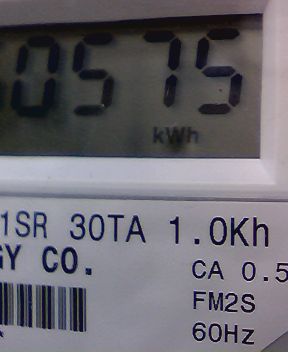 0575
kWh
1SR 30TA 1.0Kh
GY CO.
CA 0.5
FM2S
60Hz